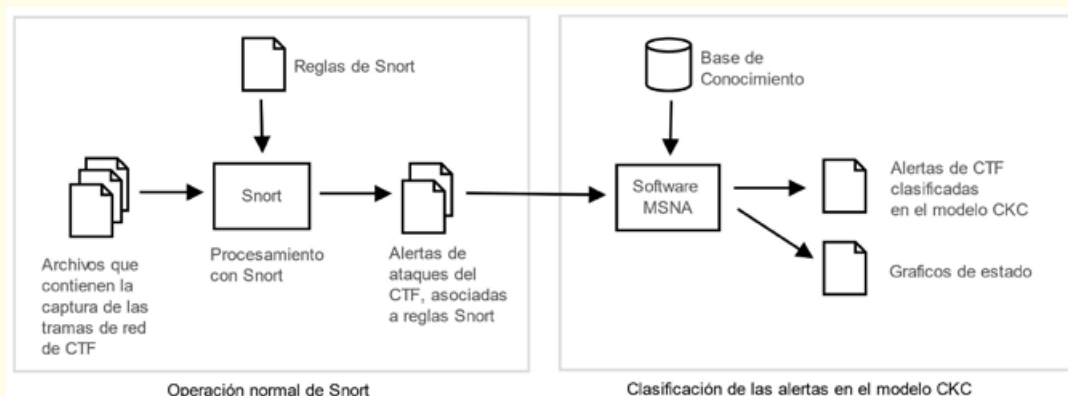 Reglas de Snort
Snort
Procesamiento
con Snort
Archivos que
contienen la
captura de las
tramas de red
de CTF
Alertas de
ataques del
CTF, asociadas
a reglas Snort
Operación normal de Snort
Base de
Conocimiento
Software
MSNA
Alertas de CTF
clasificadas
en el modelo CKC
Graficos de estado
Clasificación de las alertas en el modelo CKC